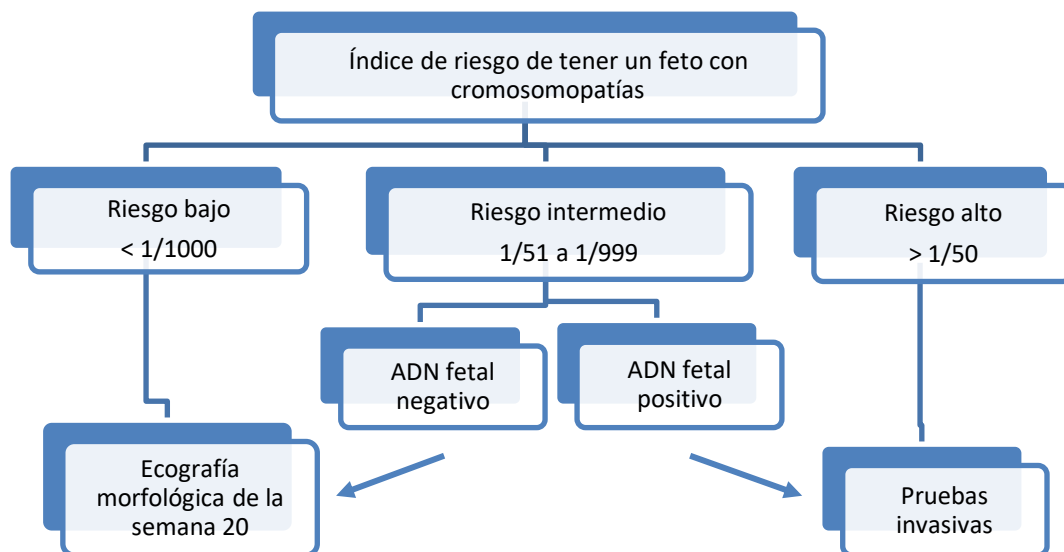 Índice de riesgo de tener un feto con
cromosomopatías
Riesgo bajo
< 1/1000
Riesgo intermedio
1/51 a 1/999
Riesgo alto
> 1/50
ADN fetal
negativo
ADN fetal
positivo
Ecografía
morfológica de la
semana 20
Pruebas
invasivas